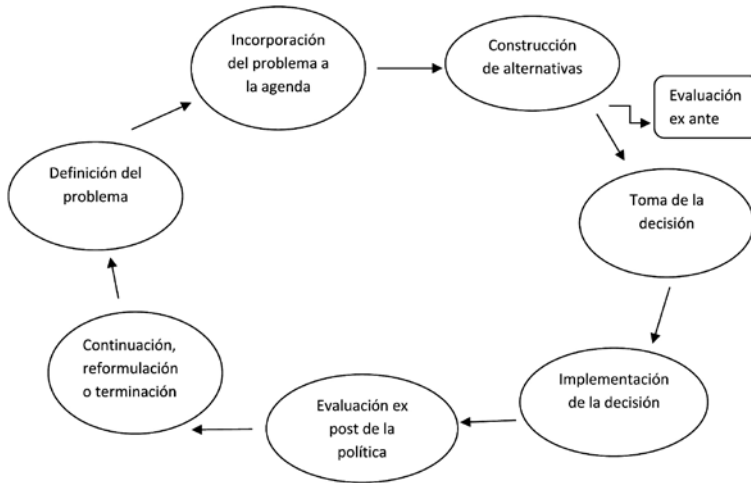 Incorporación
del problema a
la agenda
Construcción
de alternativas
Evaluación
ex ante
Toma de la
decisión
Implementación
de la decisión
Evaluación ex
post de la
política
Continuación,
reformulación
o terminación
Definición del
problema